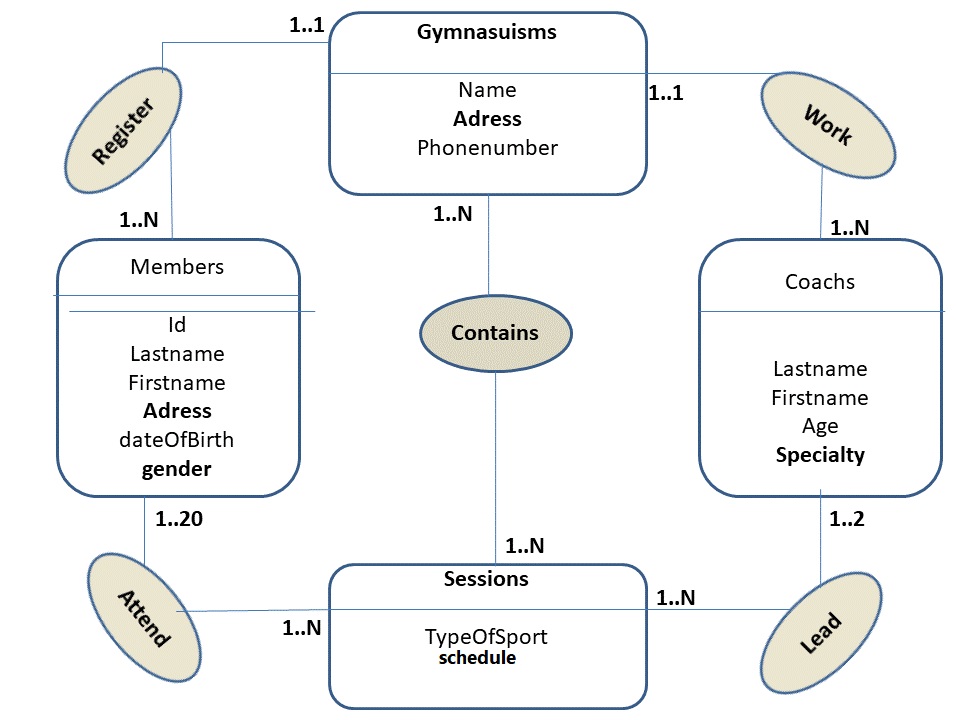 1..1
Gymnasuisms
Name
Adress
Phonenumber
1..1
Register
Work
1..N
1..N
1..N
Members
Id
Lastname
Firstname
Adress
dateOfBirth
gender
Contains
Coachs
Lastname
Firstname
Age
Specialty
1..20
1..2
1..N
Attend
1..N
Sessions
TypeOfSport
schedule
1..N
Lead